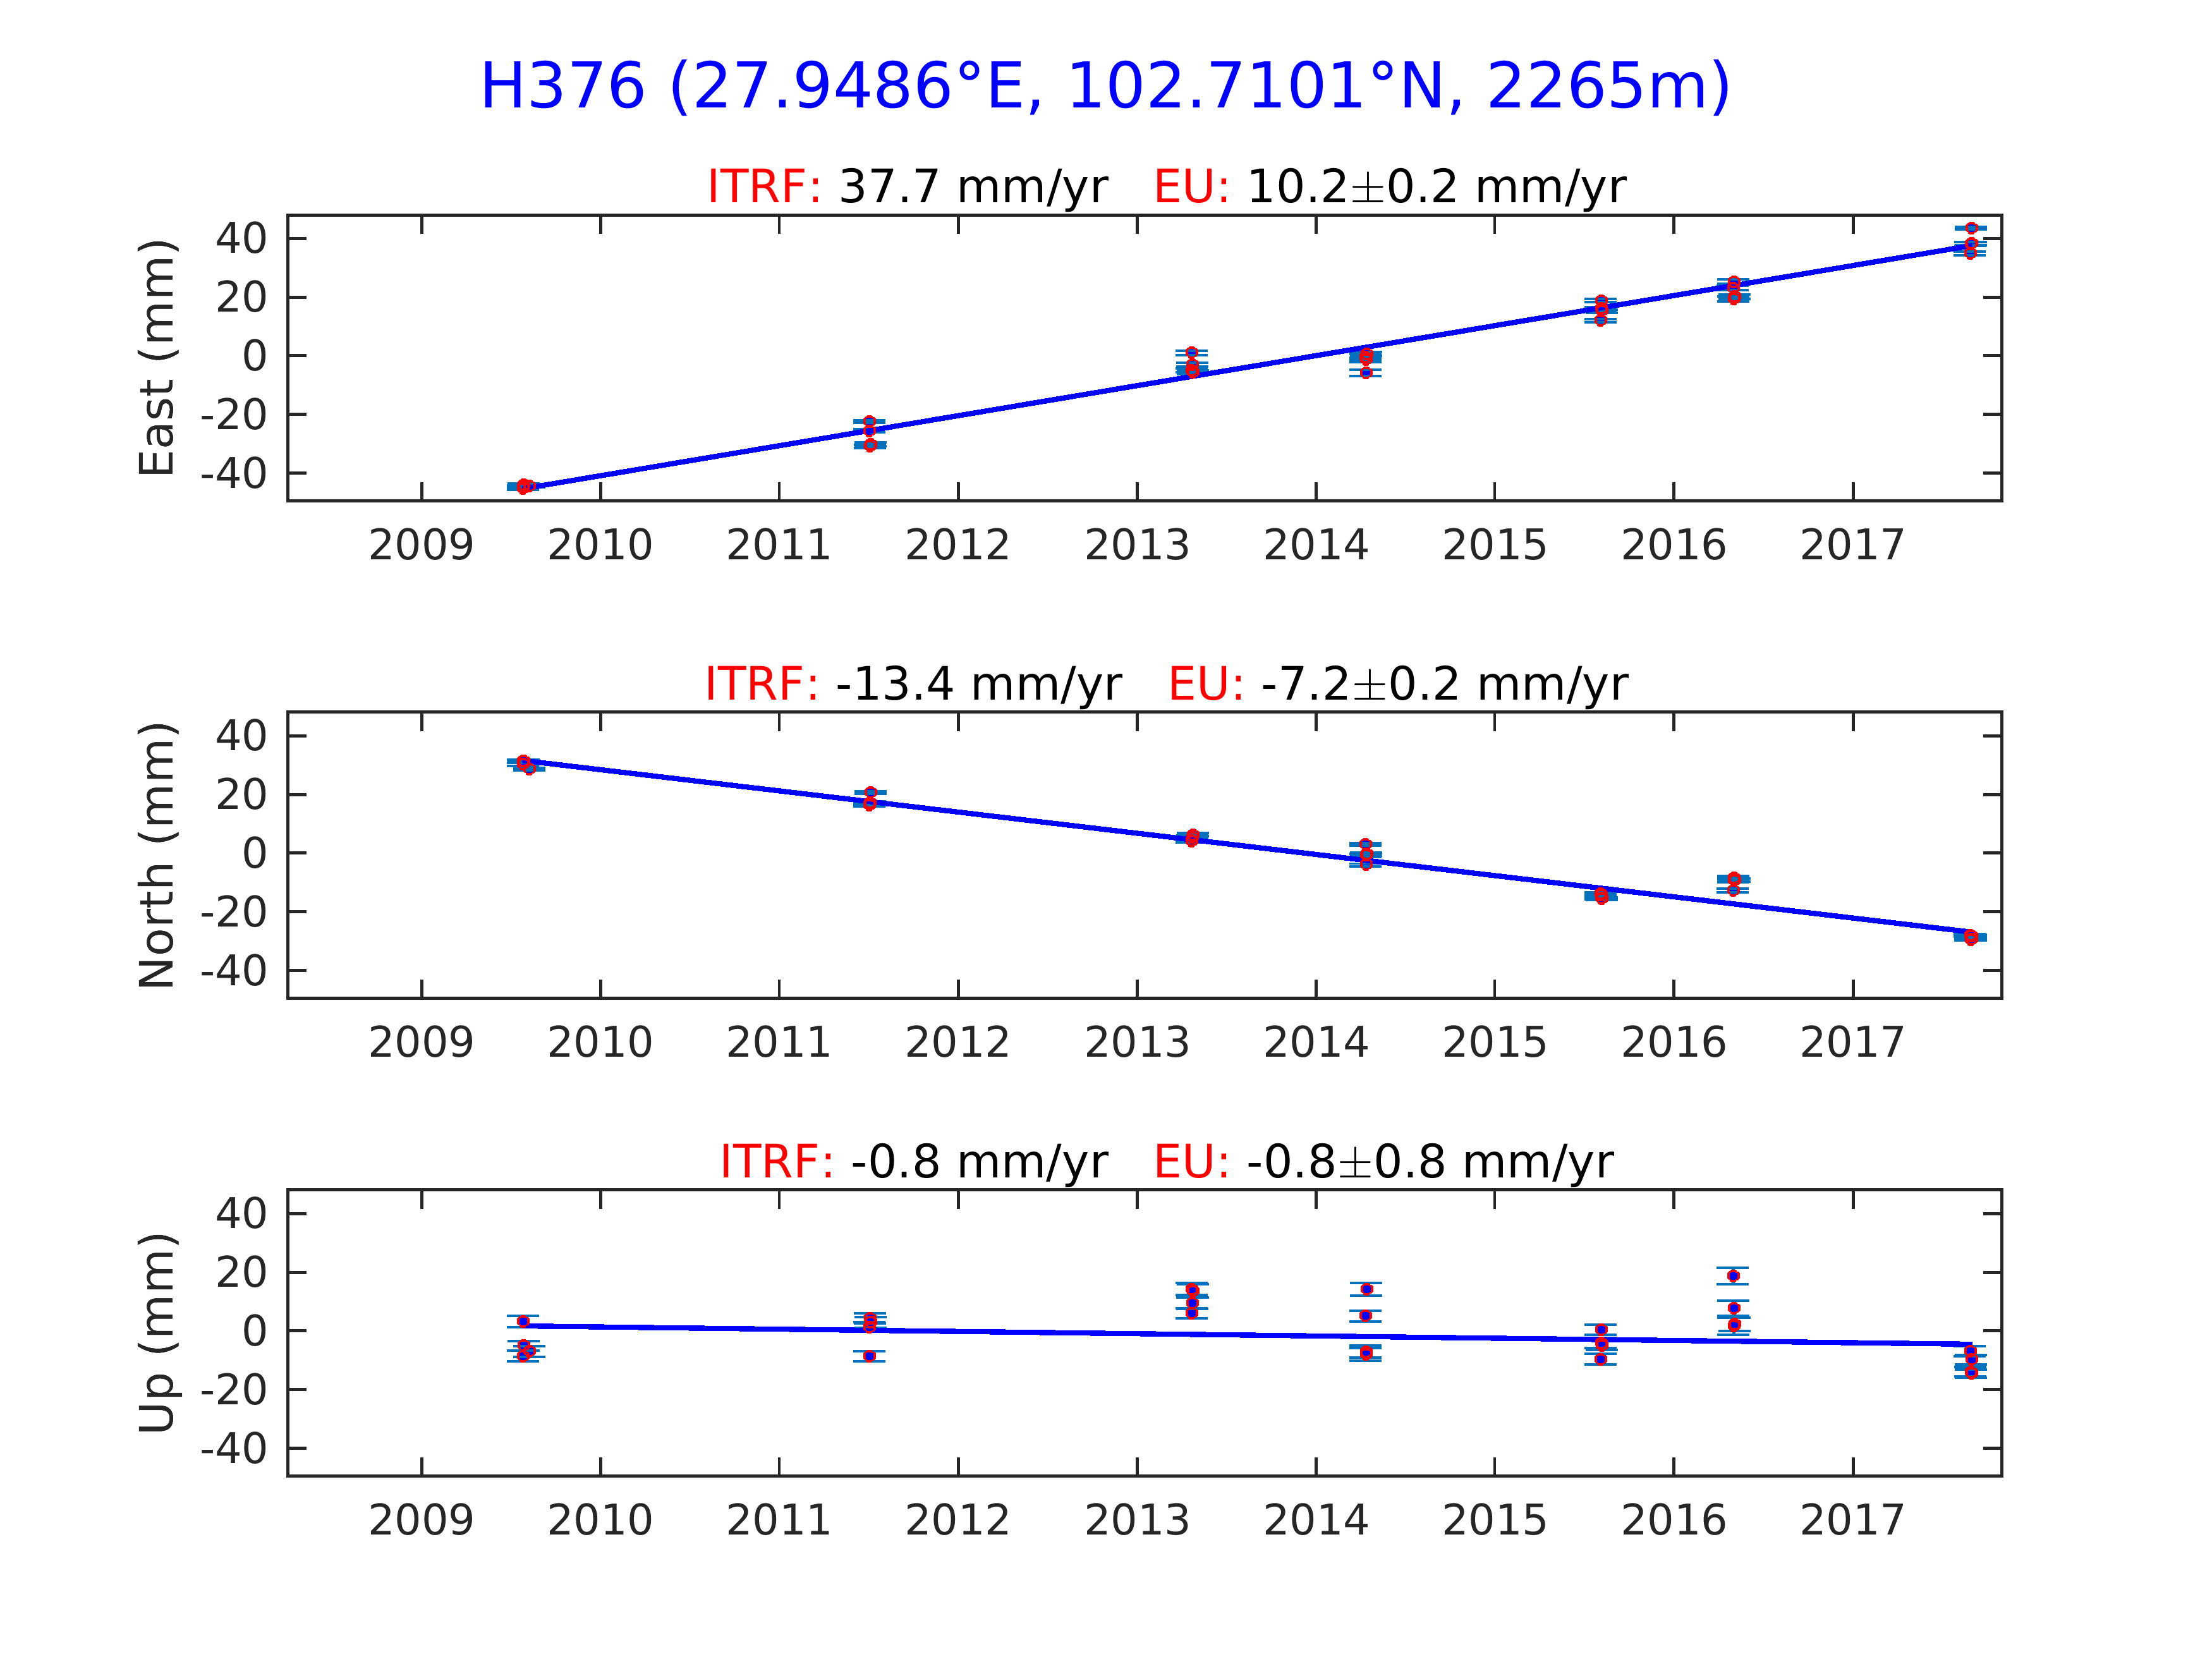 H376 (27.9486°E, 102.7101°N, 2265m)
ITRF: 37.7 mm/yr EU: 10.2±0.2 mm/yr
East (mm)
40
20
0
-20
-40
2009 2010 2011 2012 2013 2014 2015 2016 2017
ITRF: -13.4 mm/yr EU: -7.2±0.2 mm/yr
North (mm)
40
20
0
-20
-40
2009 2010 2011 2012 2013 2014 2015 2016 2017
ITRF: -0.8 mm/yr EU: -0.8±0.8 mm/yr
Up (mm)
40
20
0
-20
-40
2009 2010 2011 2012 2013 2014 2015 2016 2017